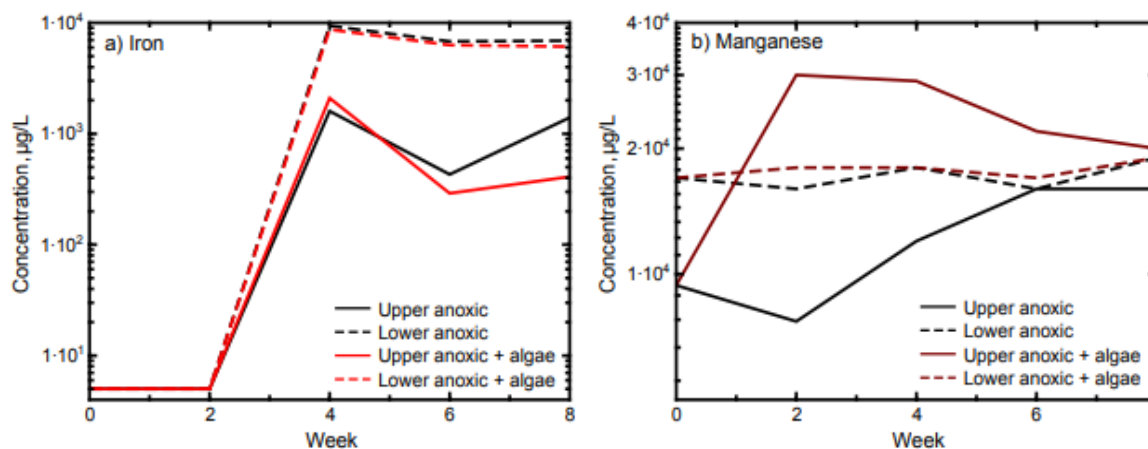 a) Iron
1·10⁴
1·10³
1·10²
1·10¹
Concentration, µg/L
0 2 4 6 8
Week
Upper anoxic
Lower anoxic
Upper anoxic + algae
Lower anoxic + algae
b) Manganese
4·10⁴
3·10⁴
2·10⁴
1·10⁴
Concentration, µg/L
0 2 4 6
Week
Upper anoxic
Lower anoxic
Upper anoxic + algae
Lower anoxic + algae